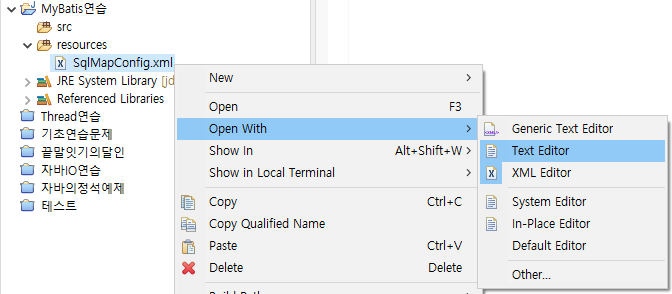 MyBatis연습
src
resources
SqlMapConfig.xml
JRE System Library [jd
Referenced Libraries
Thread연습
기초연습문제
끝말잇기의달인
자바IO연습
자바의정석예제
테스트
New
Open F3
Open With
Show In Alt+Shift+W
Show in Local Terminal
Copy Ctrl+C
Copy Qualified Name
Paste Ctrl+V
Delete Delete
Generic Text Editor
Text Editor
XML Editor
System Editor
In-Place Editor
Default Editor
Other...